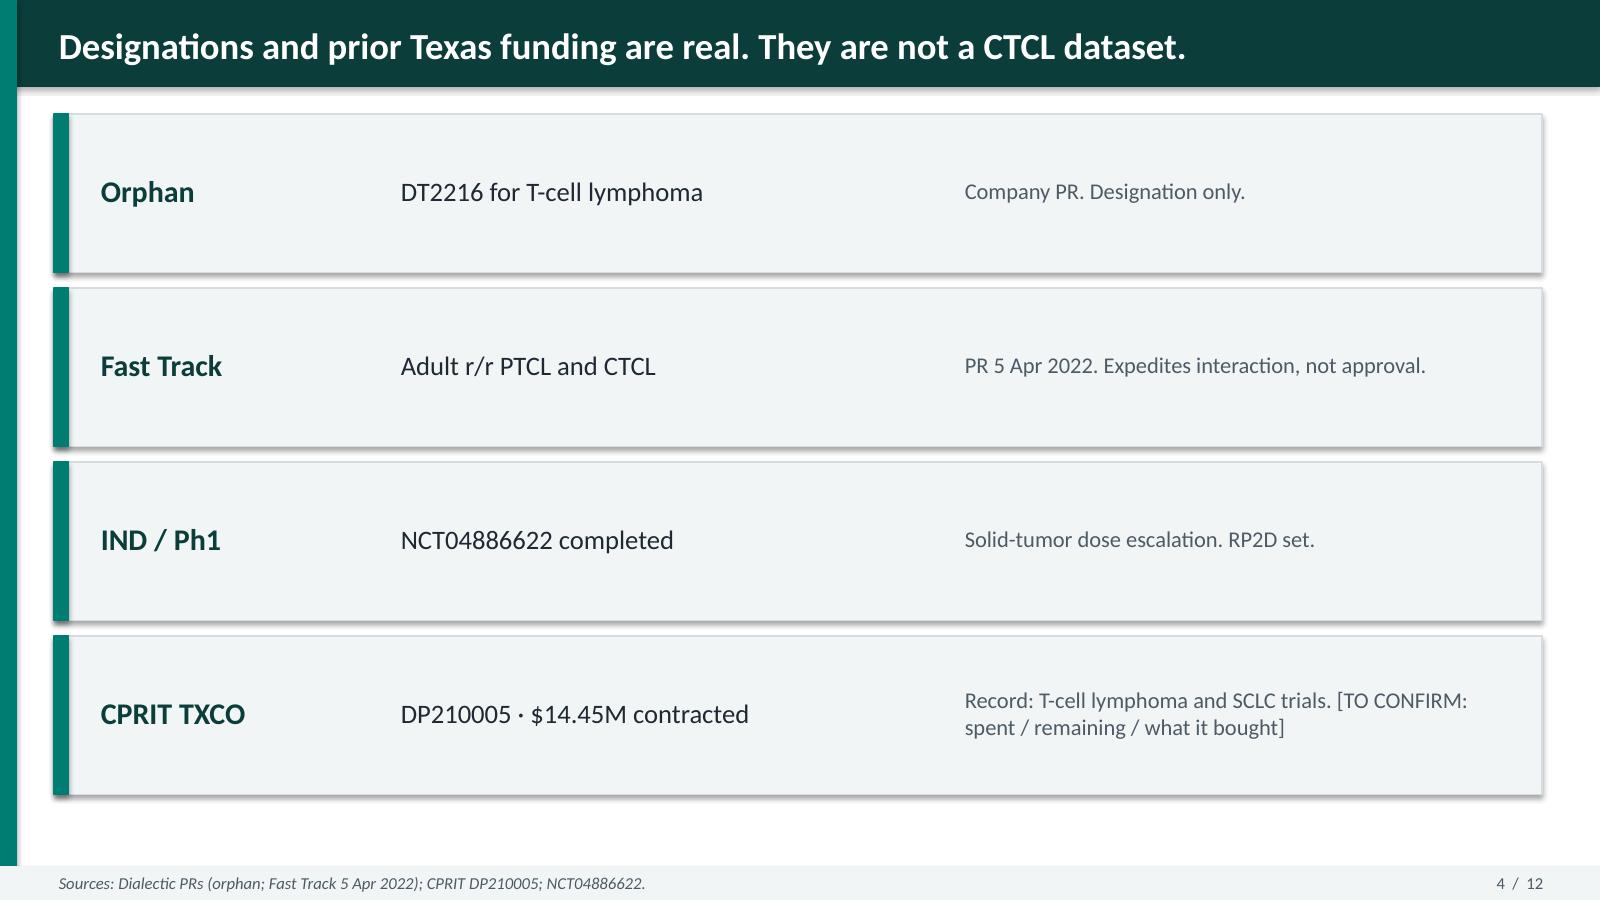 Designations and prior Texas funding are real. They are not a CTCL dataset.
Orphan
DT2216 for T-cell lymphoma
Company PR. Designation only.
Fast Track
Adult r/r PTCL and CTCL
PR 5 Apr 2022. Expedites interaction, not approval.
IND / Ph1
NCT04886622 completed
Solid-tumor dose escalation. RP2D set.
CPRIT TXCO
DP210005 · $14.45M contracted
Record: T-cell lymphoma and SCLC trials. [TO CONFIRM:
spent / remaining / what it bought]
Sources: Dialectic PRs (orphan; Fast Track 5 Apr 2022); CPRIT DP210005; NCT04886622.
4 / 12